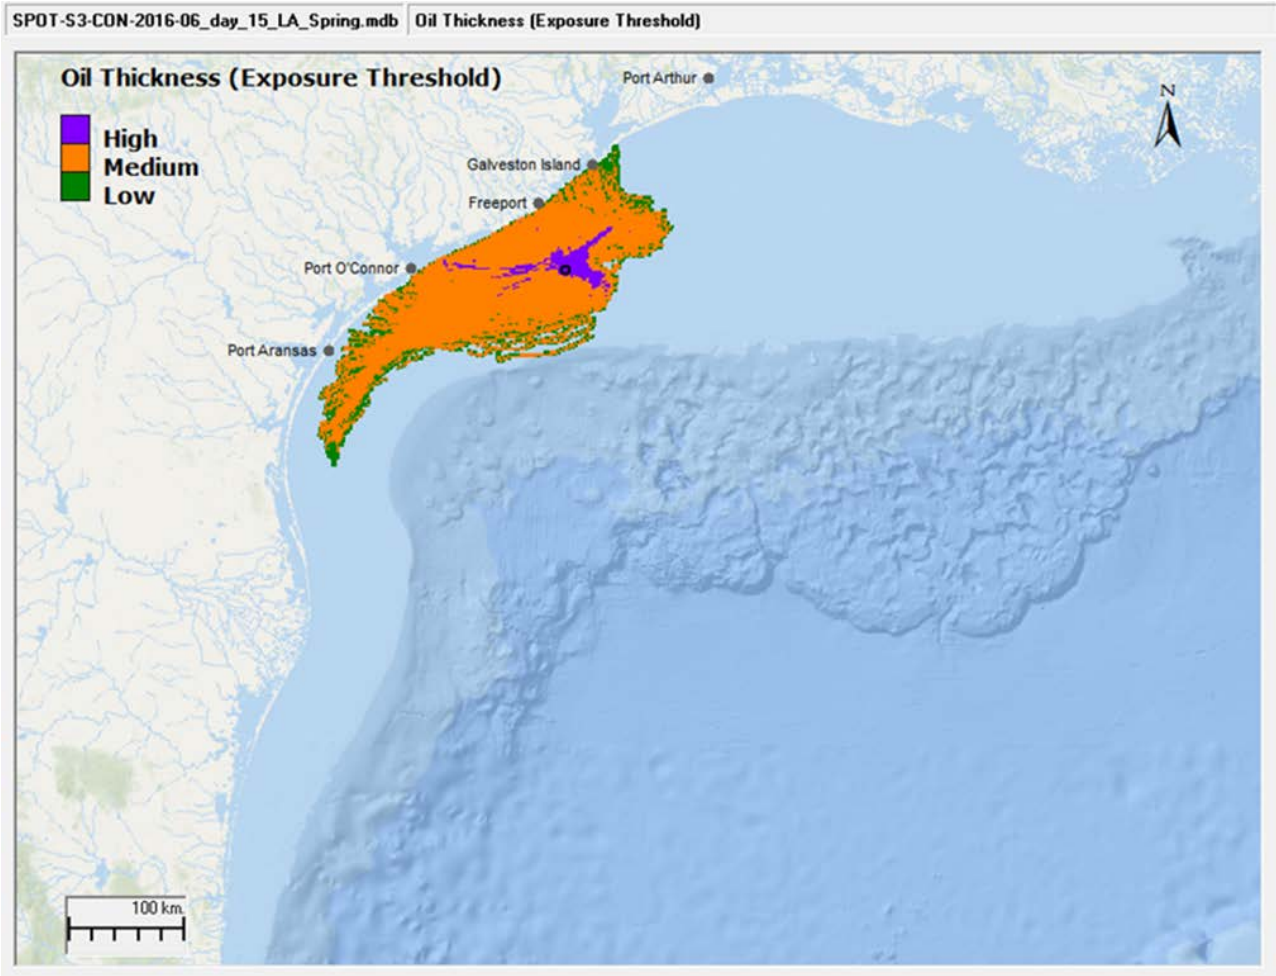 SPOT-S3-CON-2016-06_day_15_LA_Spring.mdb Oil Thickness (Exposure Threshold)
Oil Thickness (Exposure Threshold)
High
Medium
Low
Port Arthur
N
Galveston Island
Freeport
Port O'Connor
Port Aransas
100 km.